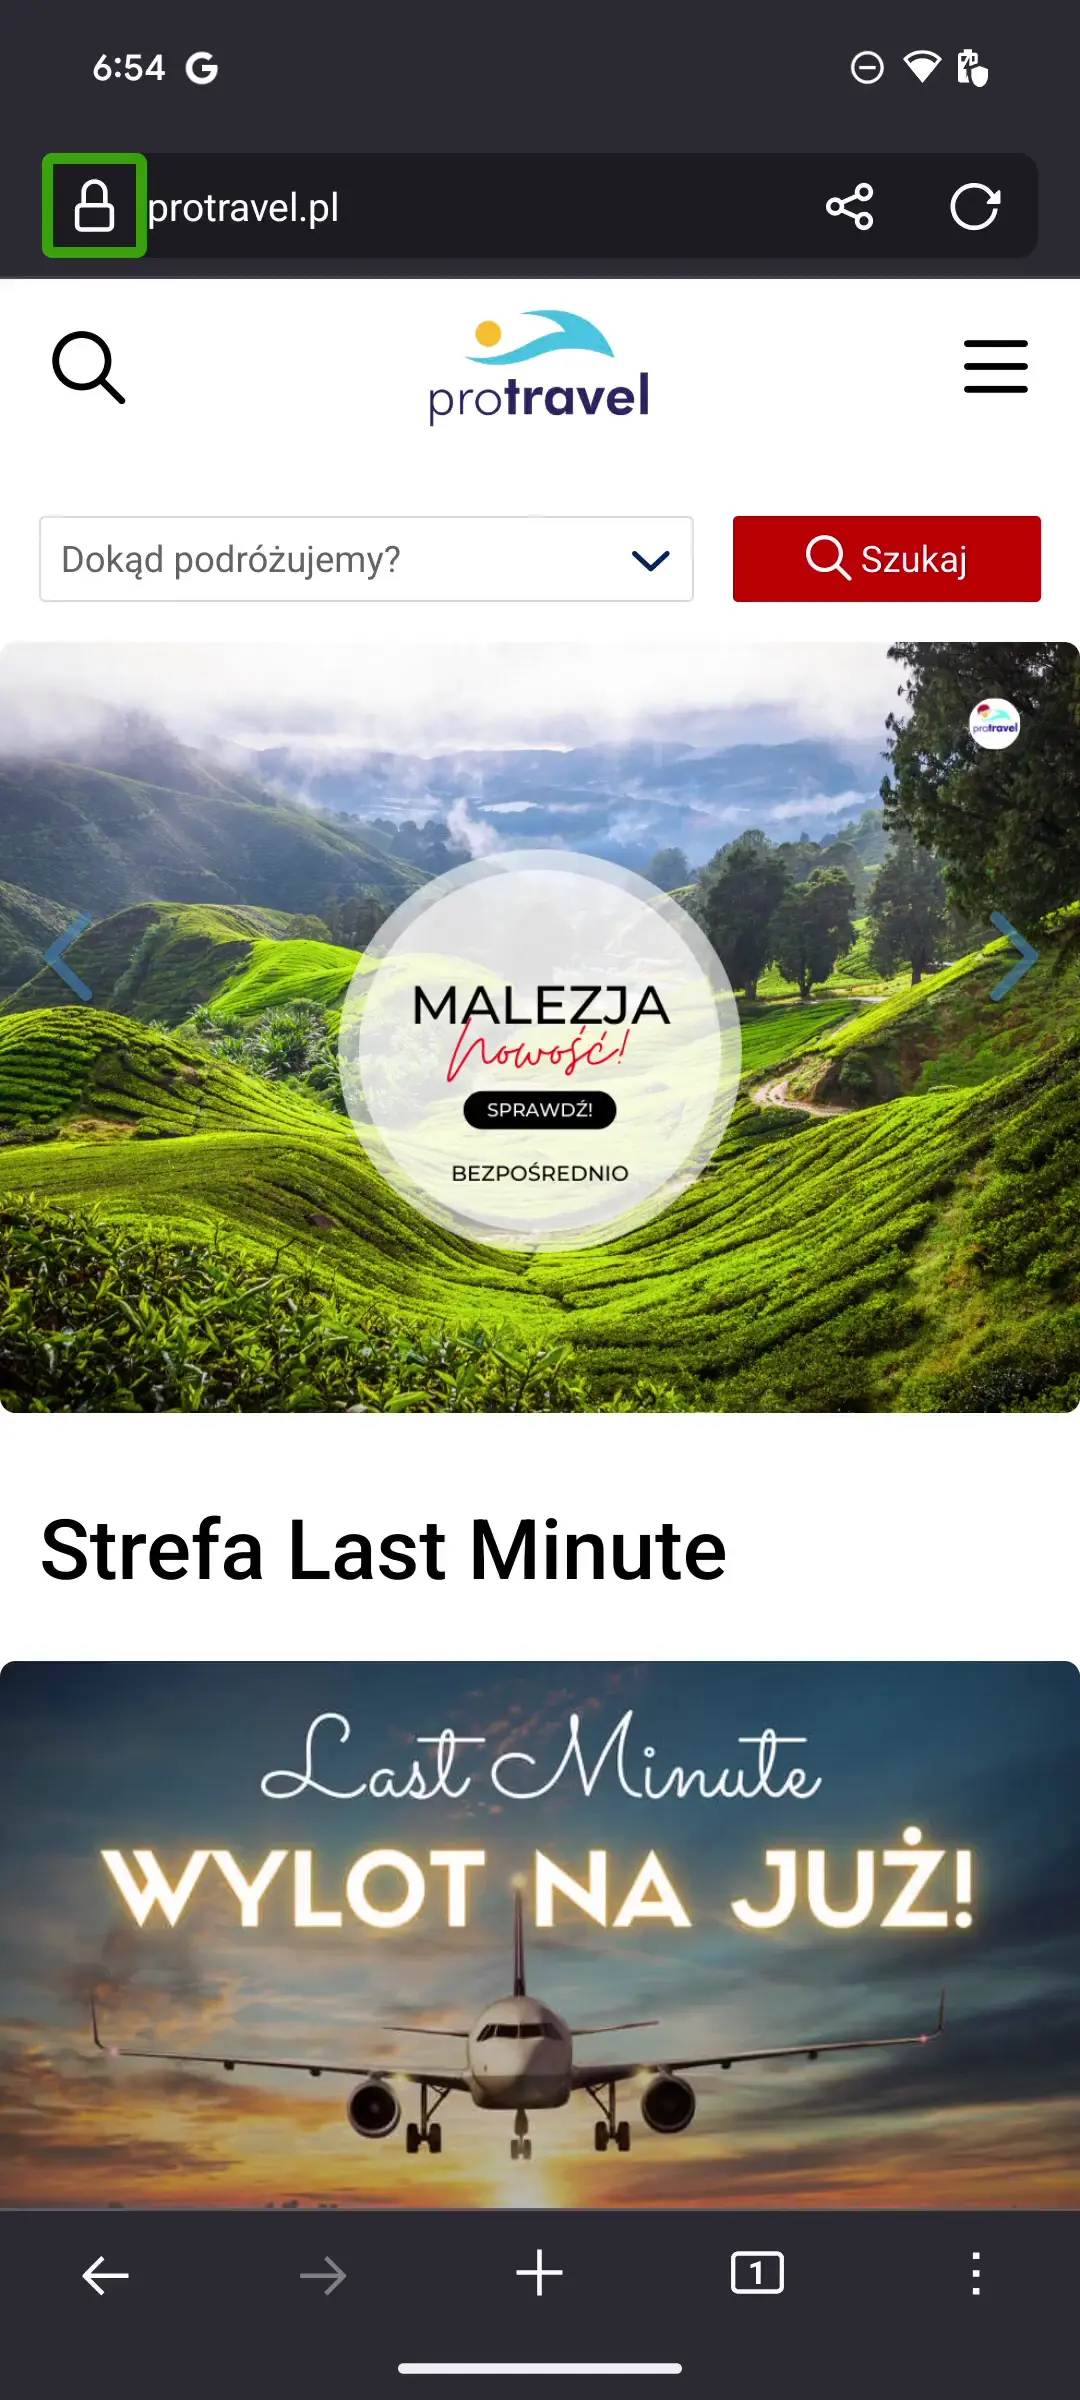 6:54
protravel.pl
protravel
Dokąd podróżujemy?
Szukaj
protravel
MALEZJA
Nowość!
SPRAWDŹ!
BEZPOŚREDNIO
Strefa Last Minute
Last Minute
WYLOT NA JUŻ!
1